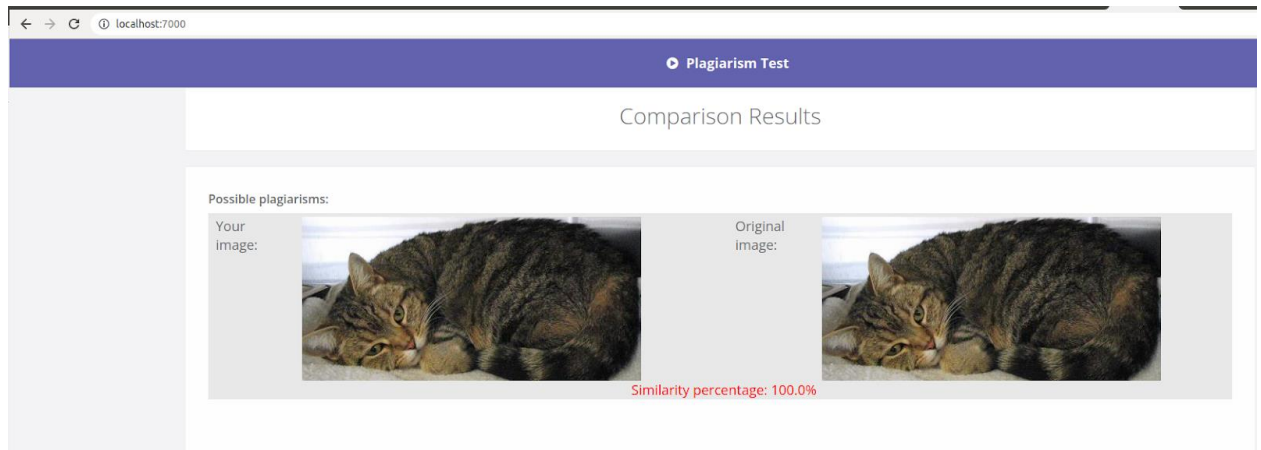 localhost:7000
Plagiarism Test
Comparison Results
Possible plagiarisms:
Your
image:
Original
image:
Similarity percentage: 100.0%